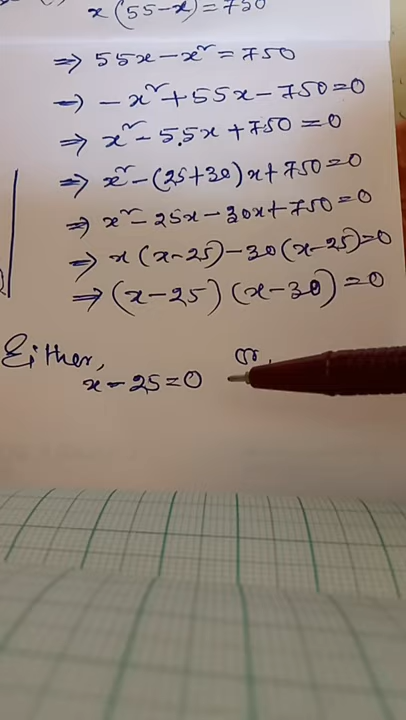 x(55-x)=750
⇒ 55x-x²=750
⇒ -x²+55x-750=0
⇒ x²-55x+750=0
⇒ x²-(25+30)x+750=0
⇒ x²-25x-30x+750=0
⇒ x(x-25)-30(x-25)=0
⇒ (x-25)(x-30)=0
Either, or,
x-25=0